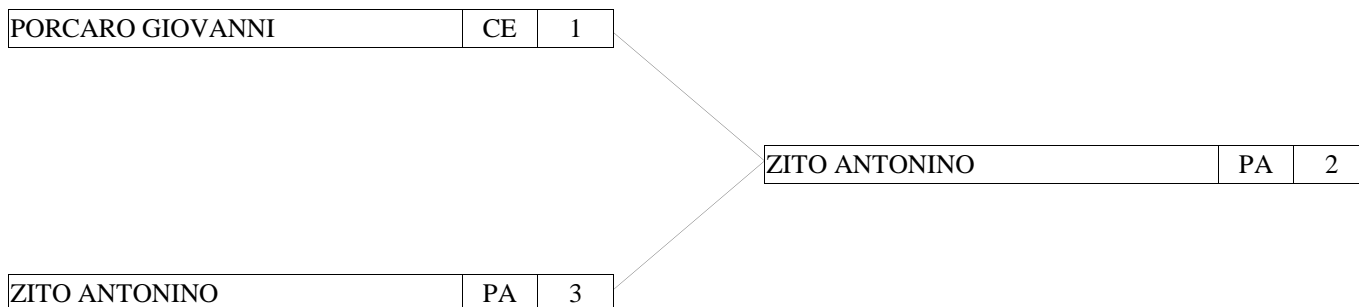 PORCARO GIOVANNI CE 1
ZITO ANTONINO PA 2
ZITO ANTONINO PA 3